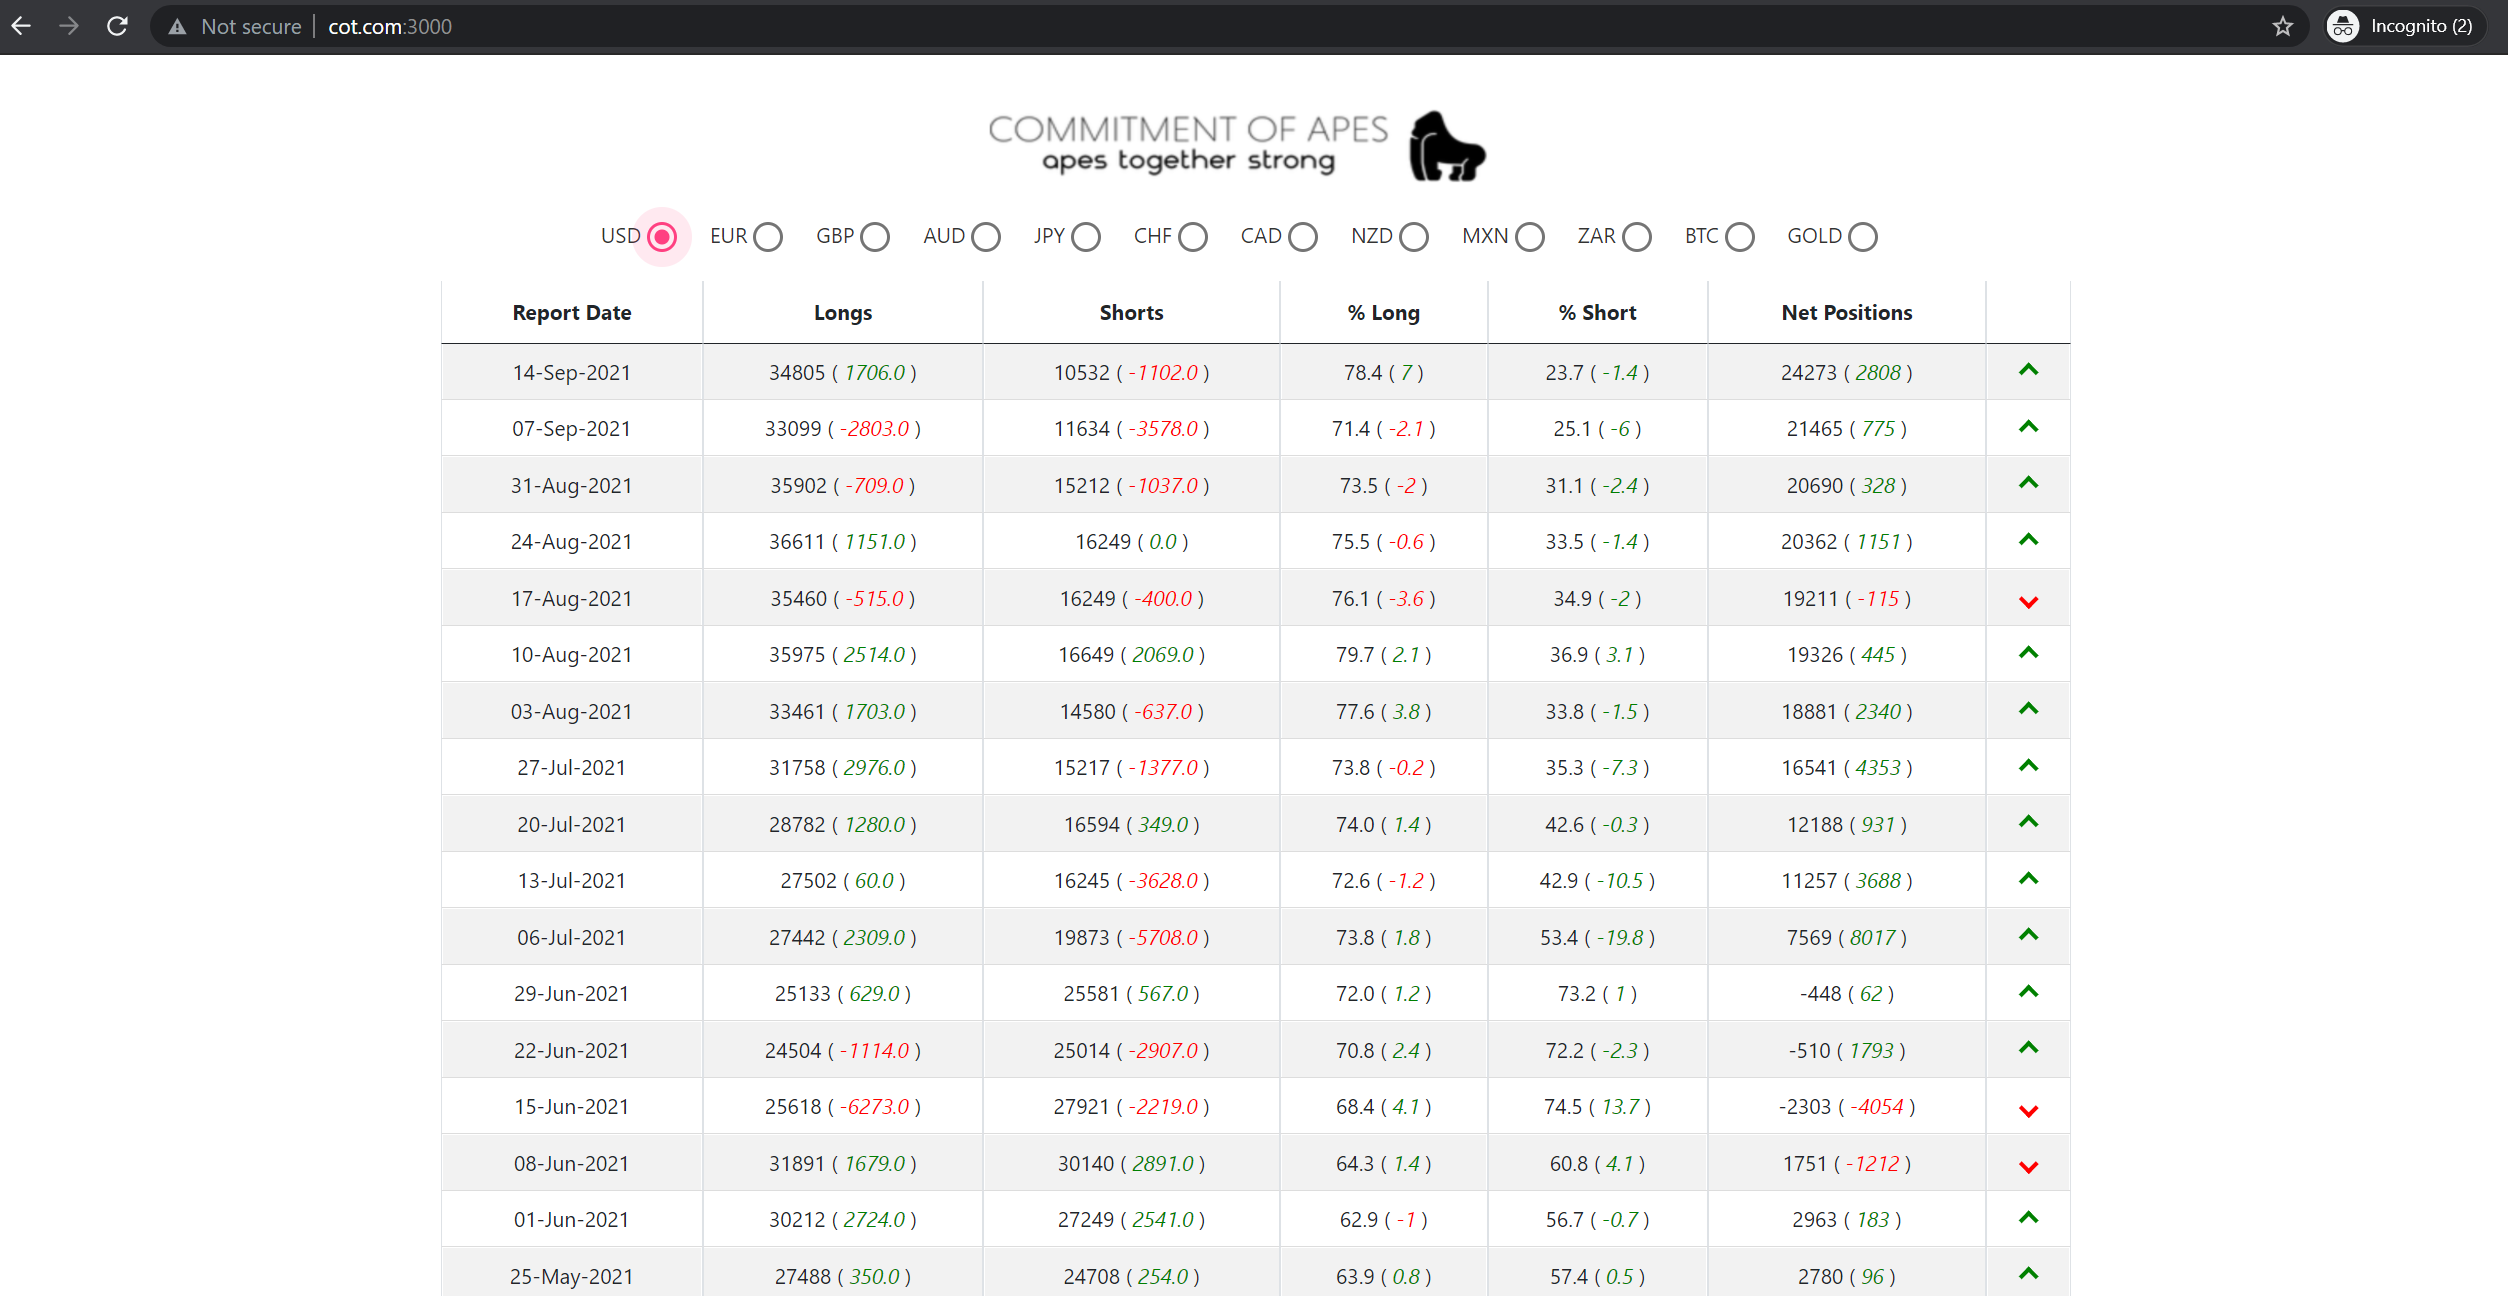 Not secure | cot.com:3000 Incognito (2)
COMMITMENT OF APES
apes together strong
USD EUR GBP AUD JPY CHF CAD NZD MXN ZAR BTC GOLD
Report Date Longs Shorts % Long % Short Net Positions
14-Sep-2021 34805 ( 1706.0 ) 10532 ( -1102.0 ) 78.4 ( 7 ) 23.7 ( -1.4 ) 24273 ( 2808 )
07-Sep-2021 33099 ( -2803.0 ) 11634 ( -3578.0 ) 71.4 ( -2.1 ) 25.1 ( -6 ) 21465 ( 775 )
31-Aug-2021 35902 ( -709.0 ) 15212 ( -1037.0 ) 73.5 ( -2 ) 31.1 ( -2.4 ) 20690 ( 328 )
24-Aug-2021 36611 ( 1151.0 ) 16249 ( 0.0 ) 75.5 ( -0.6 ) 33.5 ( -1.4 ) 20362 ( 1151 )
17-Aug-2021 35460 ( -515.0 ) 16249 ( -400.0 ) 76.1 ( -3.6 ) 34.9 ( -2 ) 19211 ( -115 )
10-Aug-2021 35975 ( 2514.0 ) 16649 ( 2069.0 ) 79.7 ( 2.1 ) 36.9 ( 3.1 ) 19326 ( 445 )
03-Aug-2021 33461 ( 1703.0 ) 14580 ( -637.0 ) 77.6 ( 3.8 ) 33.8 ( -1.5 ) 18881 ( 2340 )
27-Jul-2021 31758 ( 2976.0 ) 15217 ( -1377.0 ) 73.8 ( -0.2 ) 35.3 ( -7.3 ) 16541 ( 4353 )
20-Jul-2021 28782 ( 1280.0 ) 16594 ( 349.0 ) 74.0 ( 1.4 ) 42.6 ( -0.3 ) 12188 ( 931 )
13-Jul-2021 27502 ( 60.0 ) 16245 ( -3628.0 ) 72.6 ( -1.2 ) 42.9 ( -10.5 ) 11257 ( 3688 )
06-Jul-2021 27442 ( 2309.0 ) 19873 ( -5708.0 ) 73.8 ( 1.8 ) 53.4 ( -19.8 ) 7569 ( 8017 )
29-Jun-2021 25133 ( 629.0 ) 25581 ( 567.0 ) 72.0 ( 1.2 ) 73.2 ( 1 ) -448 ( 62 )
22-Jun-2021 24504 ( -1114.0 ) 25014 ( -2907.0 ) 70.8 ( 2.4 ) 72.2 ( -2.3 ) -510 ( 1793 )
15-Jun-2021 25618 ( -6273.0 ) 27921 ( -2219.0 ) 68.4 ( 4.1 ) 74.5 ( 13.7 ) -2303 ( -4054 )
08-Jun-2021 31891 ( 1679.0 ) 30140 ( 2891.0 ) 64.3 ( 1.4 ) 60.8 ( 4.1 ) 1751 ( -1212 )
01-Jun-2021 30212 ( 2724.0 ) 27249 ( 2541.0 ) 62.9 ( -1 ) 56.7 ( -0.7 ) 2963 ( 183 )
25-May-2021 27488 ( 350.0 ) 24708 ( 254.0 ) 63.9 ( 0.8 ) 57.4 ( 0.5 ) 2780 ( 96 )